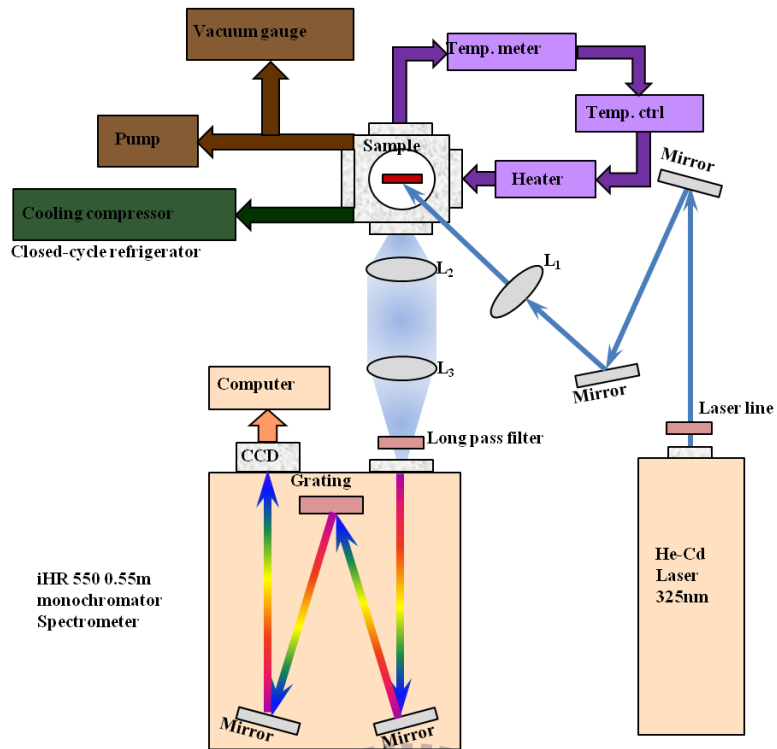 Vacuum gauge
Temp. meter
Temp. ctrl
Pump
Sample
Mirror
Heater
Cooling compressor
Closed-cycle refrigerator
L1
L2
L3
Mirror
Computer
Laser line
Long pass filter
CCD
Grating
He-Cd
Laser
325nm
iHR 550 0.55m
monochromator
Spectrometer
Mirror
Mirror